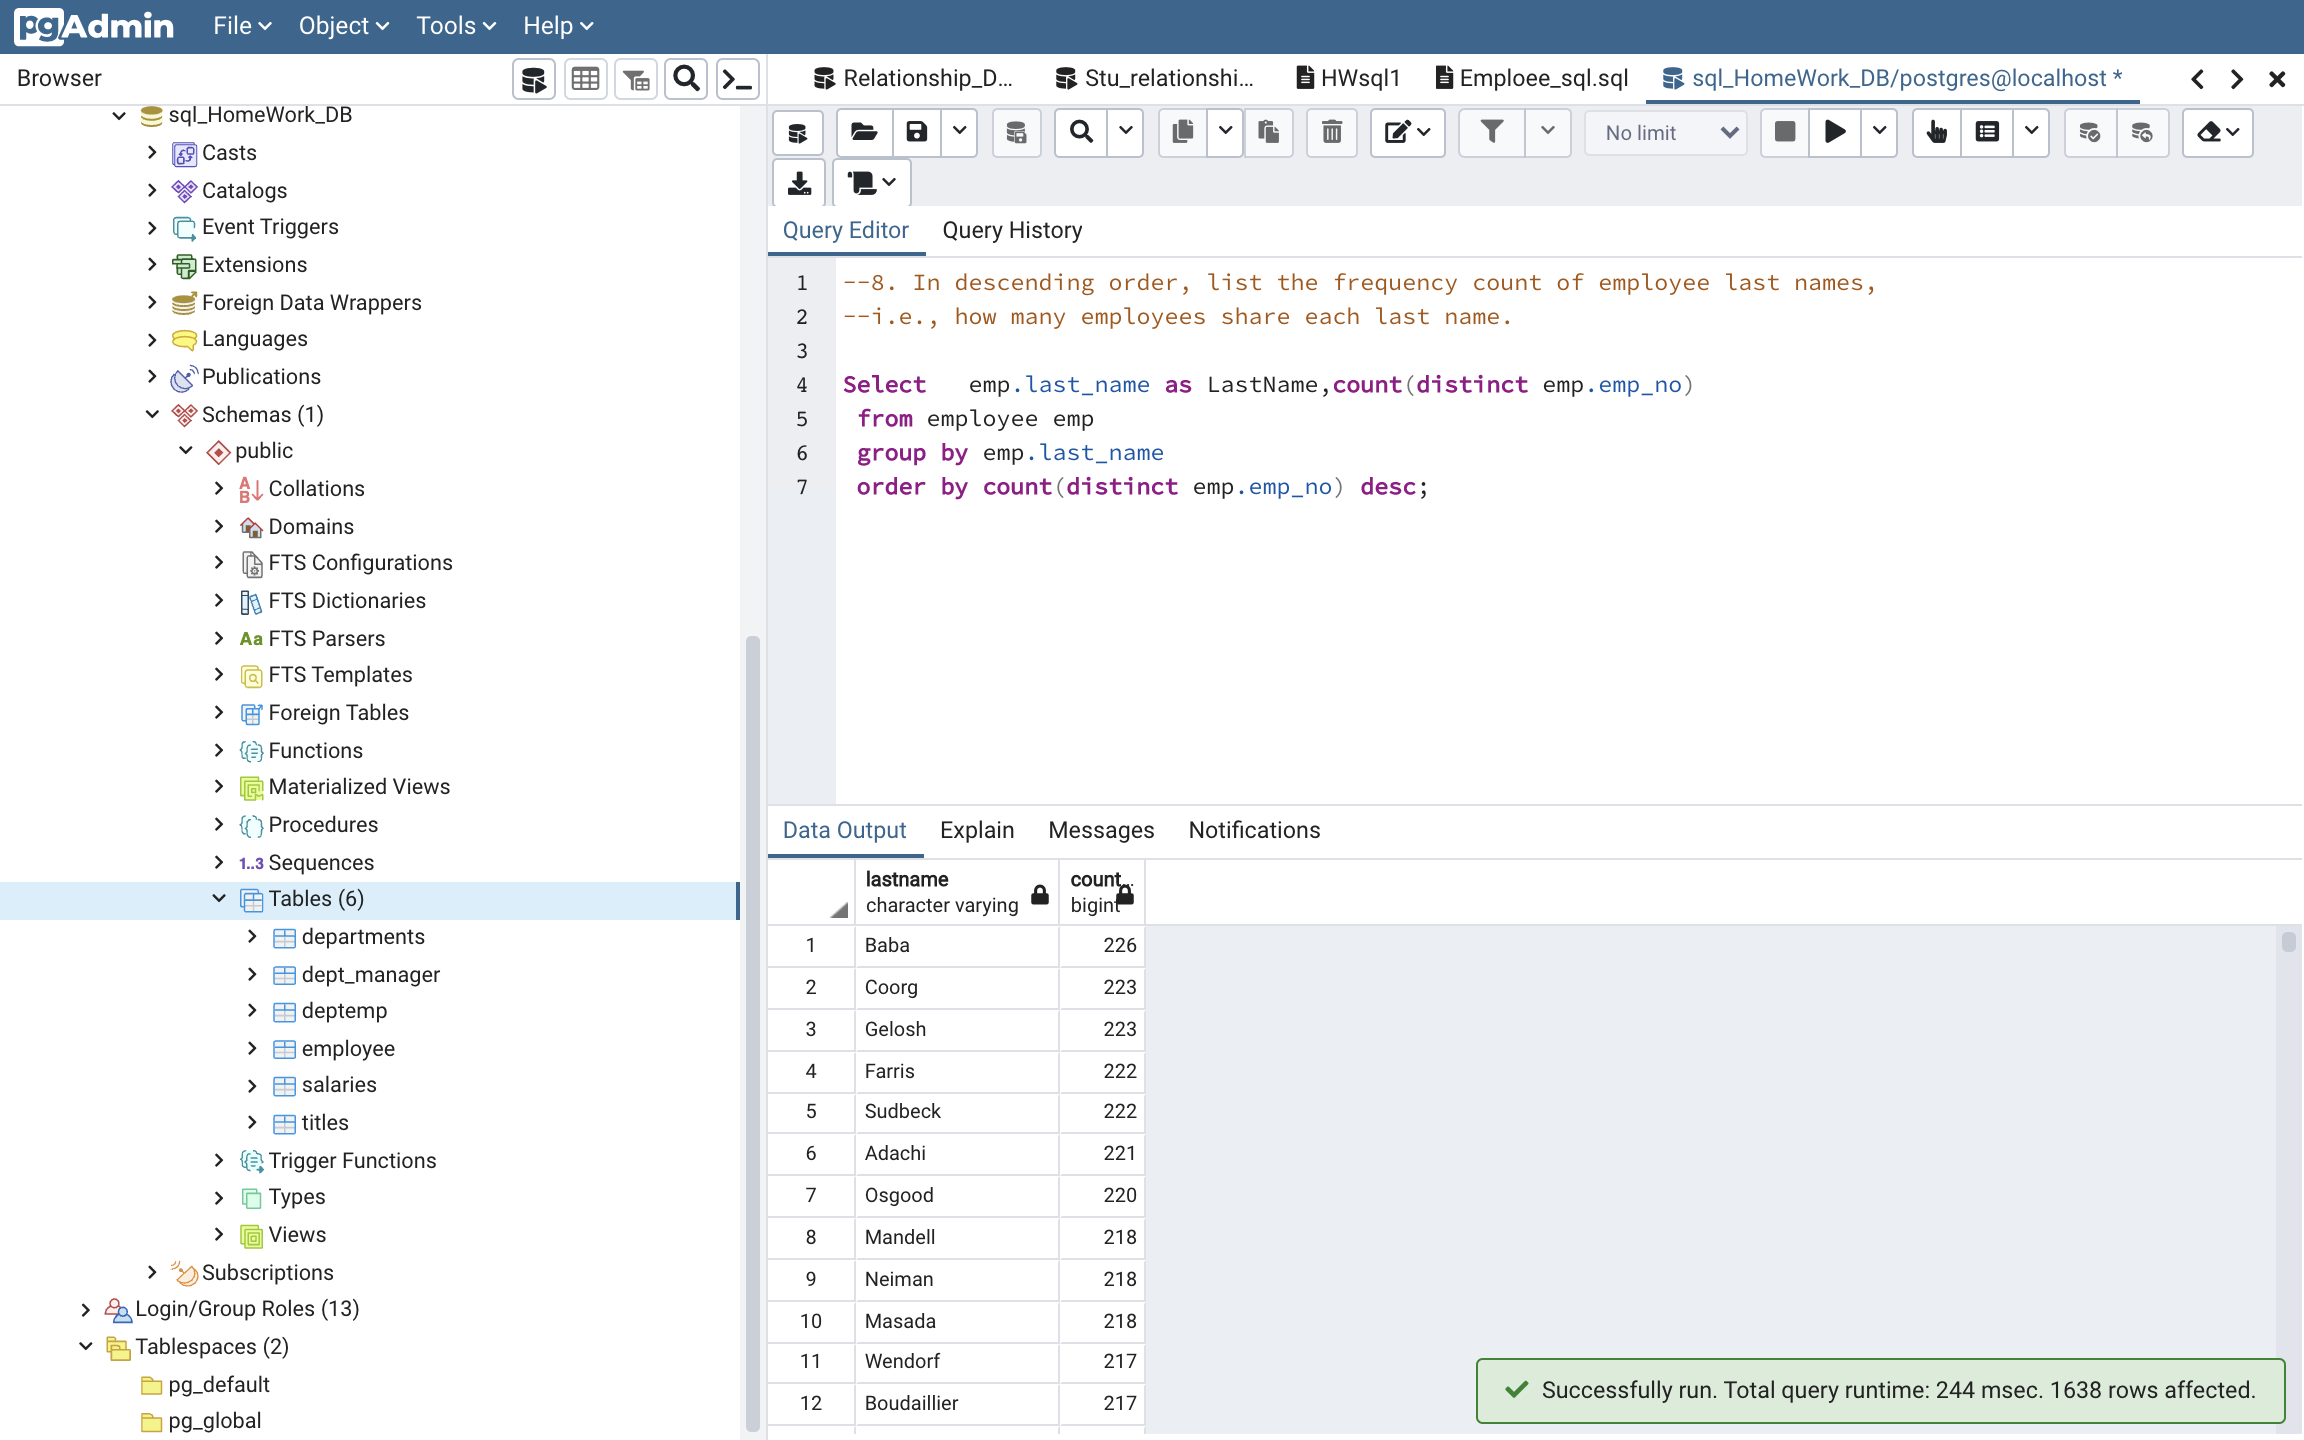 pgAdmin File Object Tools Help
Browser
sql_HomeWork_DB
Casts
Catalogs
Event Triggers
Extensions
Foreign Data Wrappers
Languages
Publications
Schemas (1)
public
Collations
Domains
FTS Configurations
FTS Dictionaries
Aa FTS Parsers
FTS Templates
Foreign Tables
Functions
Materialized Views
Procedures
1..3 Sequences
Tables (6)
departments
dept_manager
deptemp
employee
salaries
titles
Trigger Functions
Types
Views
Subscriptions
Login/Group Roles (13)
Tablespaces (2)
pg_default
pg_global
Relationship_D... Stu_relationshi... HWsql1 Emploee_sql.sql sql_HomeWork_DB/postgres@localhost *
No limit
Query Editor Query History
1 --8. In descending order, list the frequency count of employee last names,
2 --i.e., how many employees share each last name.
3
4 Select emp.last_name as LastName,count(distinct emp.emp_no)
5 from employee emp
6 group by emp.last_name
7 order by count(distinct emp.emp_no) desc;
Data Output Explain Messages Notifications
lastname count...
character varying bigint
1 Baba 226
2 Coorg 223
3 Gelosh 223
4 Farris 222
5 Sudbeck 222
6 Adachi 221
7 Osgood 220
8 Mandell 218
9 Neiman 218
10 Masada 218
11 Wendorf 217
12 Boudaillier 217
Successfully run. Total query runtime: 244 msec. 1638 rows affected.